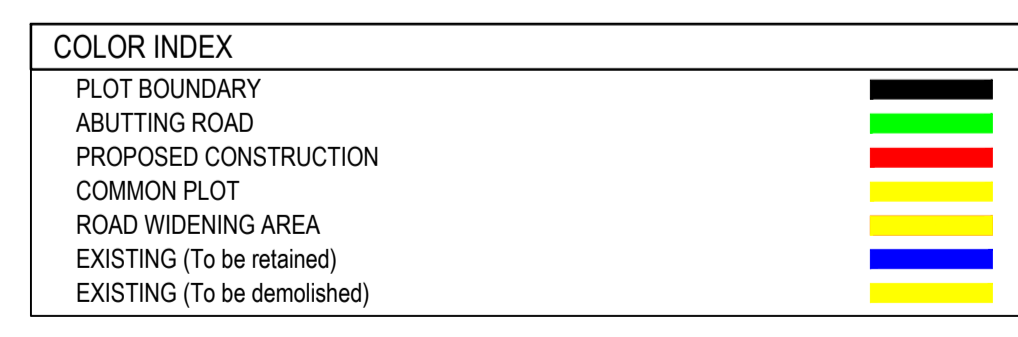 COLOR INDEX
PLOT BOUNDARY
ABUTTING ROAD
PROPOSED CONSTRUCTION
COMMON PLOT
ROAD WIDENING AREA
EXISTING (To be retained)
EXISTING (To be demolished)